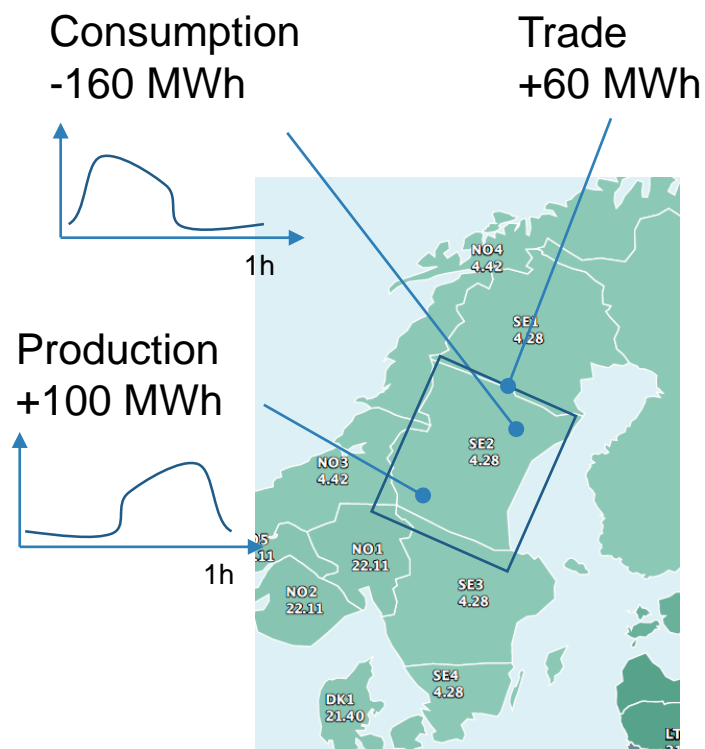 Consumption
-160 MWh
Trade
+60 MWh
1h
Production
+100 MWh
1h
NO4
4.42
SE1
4.28
SE2
4.28
NO3
4.42
NO1
22.11
NO2
22.11
SE3
4.28
SE4
4.28
DK1
21.40
LT